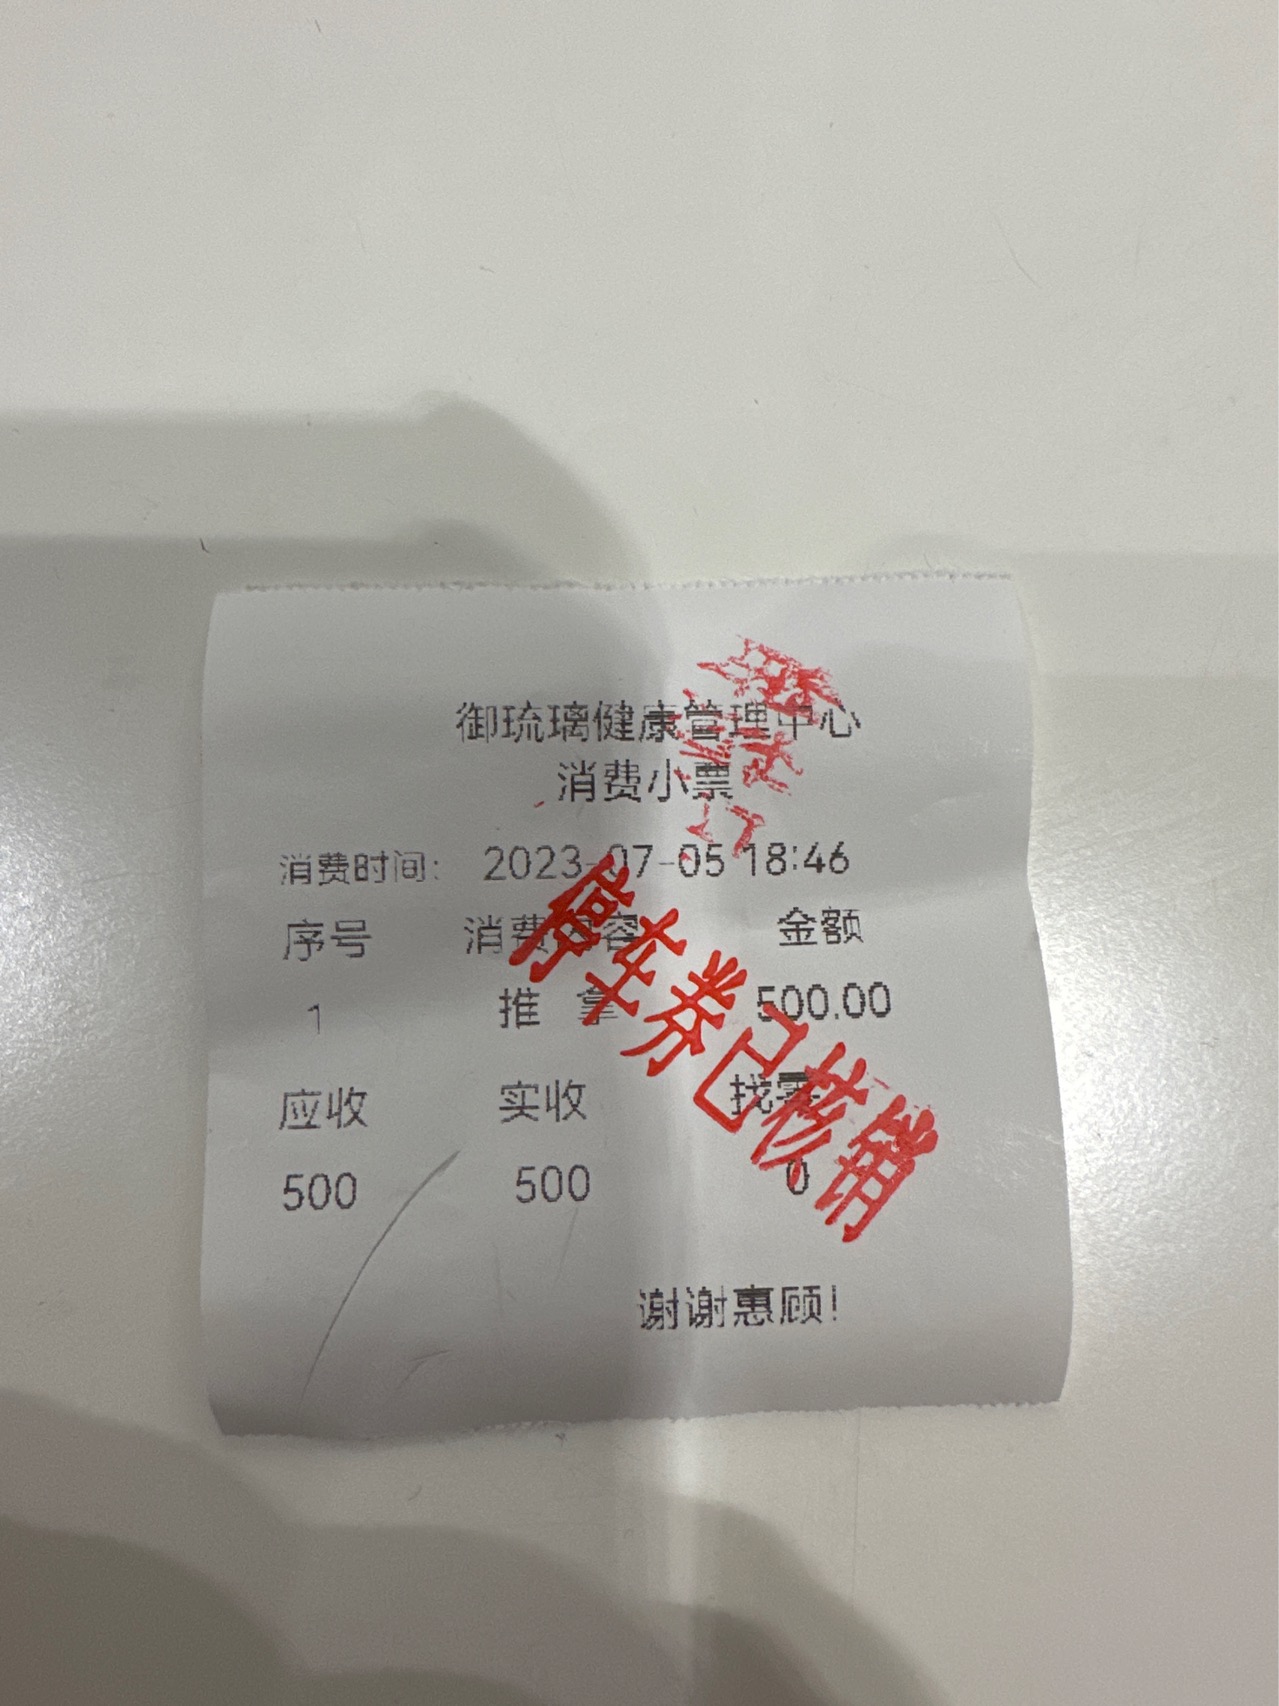 御琉璃健康管理中心
消费小票
消费时间: 2023-07-05 18:46
序号 消费内容 金额
1 推 拿 500.00
应收 实收 找零
500 500 0
谢谢惠顾!
停车券已核销